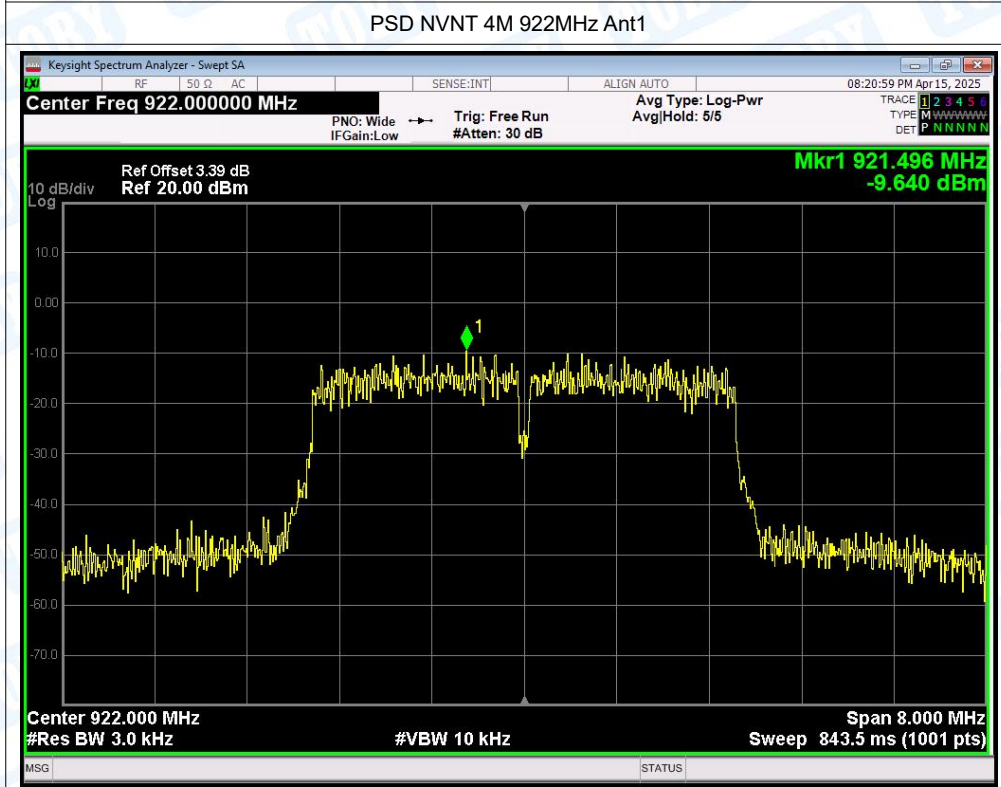 PSD NVNT 4M 922MHz Ant1
Keysight Spectrum Analyzer - Swept SA
LXI RF 50 Ω AC SENSE:INT ALIGN AUTO 08:20:59 PM Apr 15, 2025
Center Freq 922.000000 MHz
PNO: Wide
IFGain:Low
Trig: Free Run
#Atten: 30 dB
Avg Type: Log-Pwr
Avg|Hold: 5/5
TRACE 1 2 3 4 5 6
TYPE M WWWWW
DET P N N N N N
Mkr1 921.496 MHz
-9.640 dBm
Ref Offset 3.39 dB
10 dB/div Ref 20.00 dBm
Log
10.0
0.00
1
-10.0
-20.0
-30.0
-40.0
-50.0
-60.0
-70.0
Center 922.000 MHz Span 8.000 MHz
#Res BW 3.0 kHz #VBW 10 kHz Sweep 843.5 ms (1001 pts)
MSG STATUS